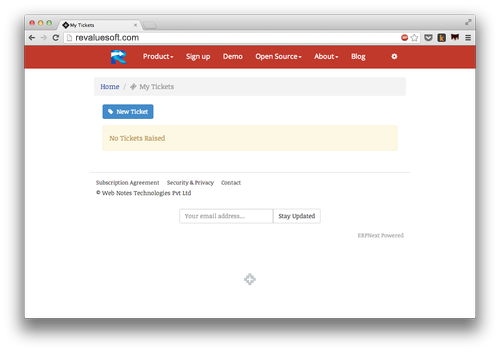 My Tickets
revaluesoft.com
Product Sign up Demo Open Source About Blog
Home / My Tickets
New Ticket
No Tickets Raised
Subscription Agreement Security & Privacy Contact
© Web Notes Technologies Pvt Ltd
Your email address... Stay Updated
ERPNext Powered